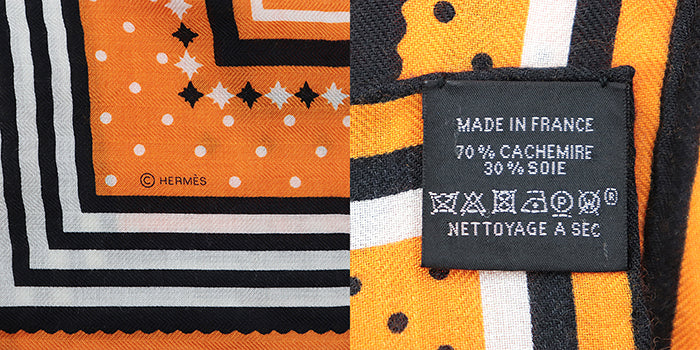 © HERMÈS
MADE IN FRANCE
70% CACHEMIRE
30% SOIE
P W ®
NETTOYAGE A SEC